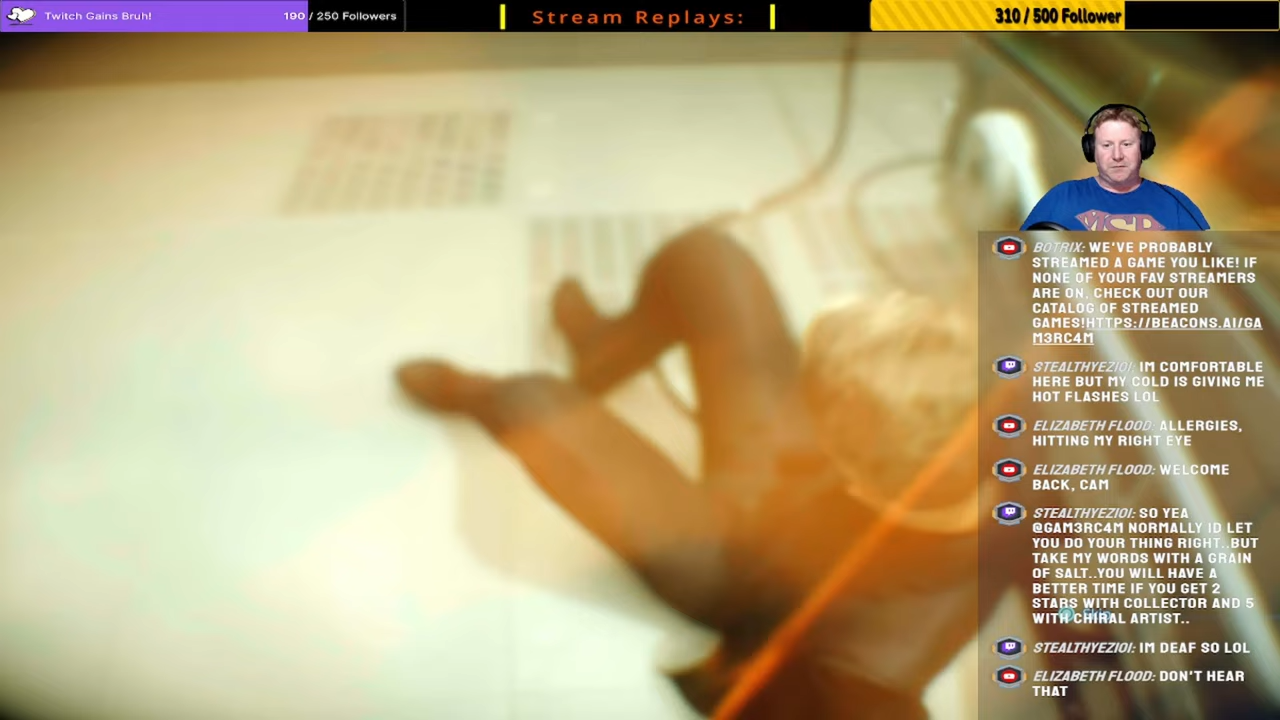 Twitch Gains Bruh!
190 / 250 Followers
Stream Replays:
310 / 500 Follower
MSP
BOTRIX: WE'VE PROBABLY
STREAMED A GAME YOU LIKE! IF
NONE OF YOUR FAV STREAMERS
ARE ON, CHECK OUT OUR
CATALOG OF STREAMED
GAMES!HTTPS://BEACONS.AI/GA
M3RC4M
STEALTHYEZIOI: IM COMFORTABLE
HERE BUT MY COLD IS GIVING ME
HOT FLASHES LOL
ELIZABETH FLOOD: ALLERGIES,
HITTING MY RIGHT EYE
ELIZABETH FLOOD: WELCOME
BACK, CAM
STEALTHYEZIOI: SO YEA
@GAM3RC4M NORMALLY ID LET
YOU DO YOUR THING RIGHT..BUT
TAKE MY WORDS WITH A GRAIN
OF SALT..YOU WILL HAVE A
BETTER TIME IF YOU GET 2
STARS WITH COLLECTOR AND 5
WITH CHIRAL ARTIST..
STEALTHYEZIOI: IM DEAF SO LOL
ELIZABETH FLOOD: DON'T HEAR
THAT